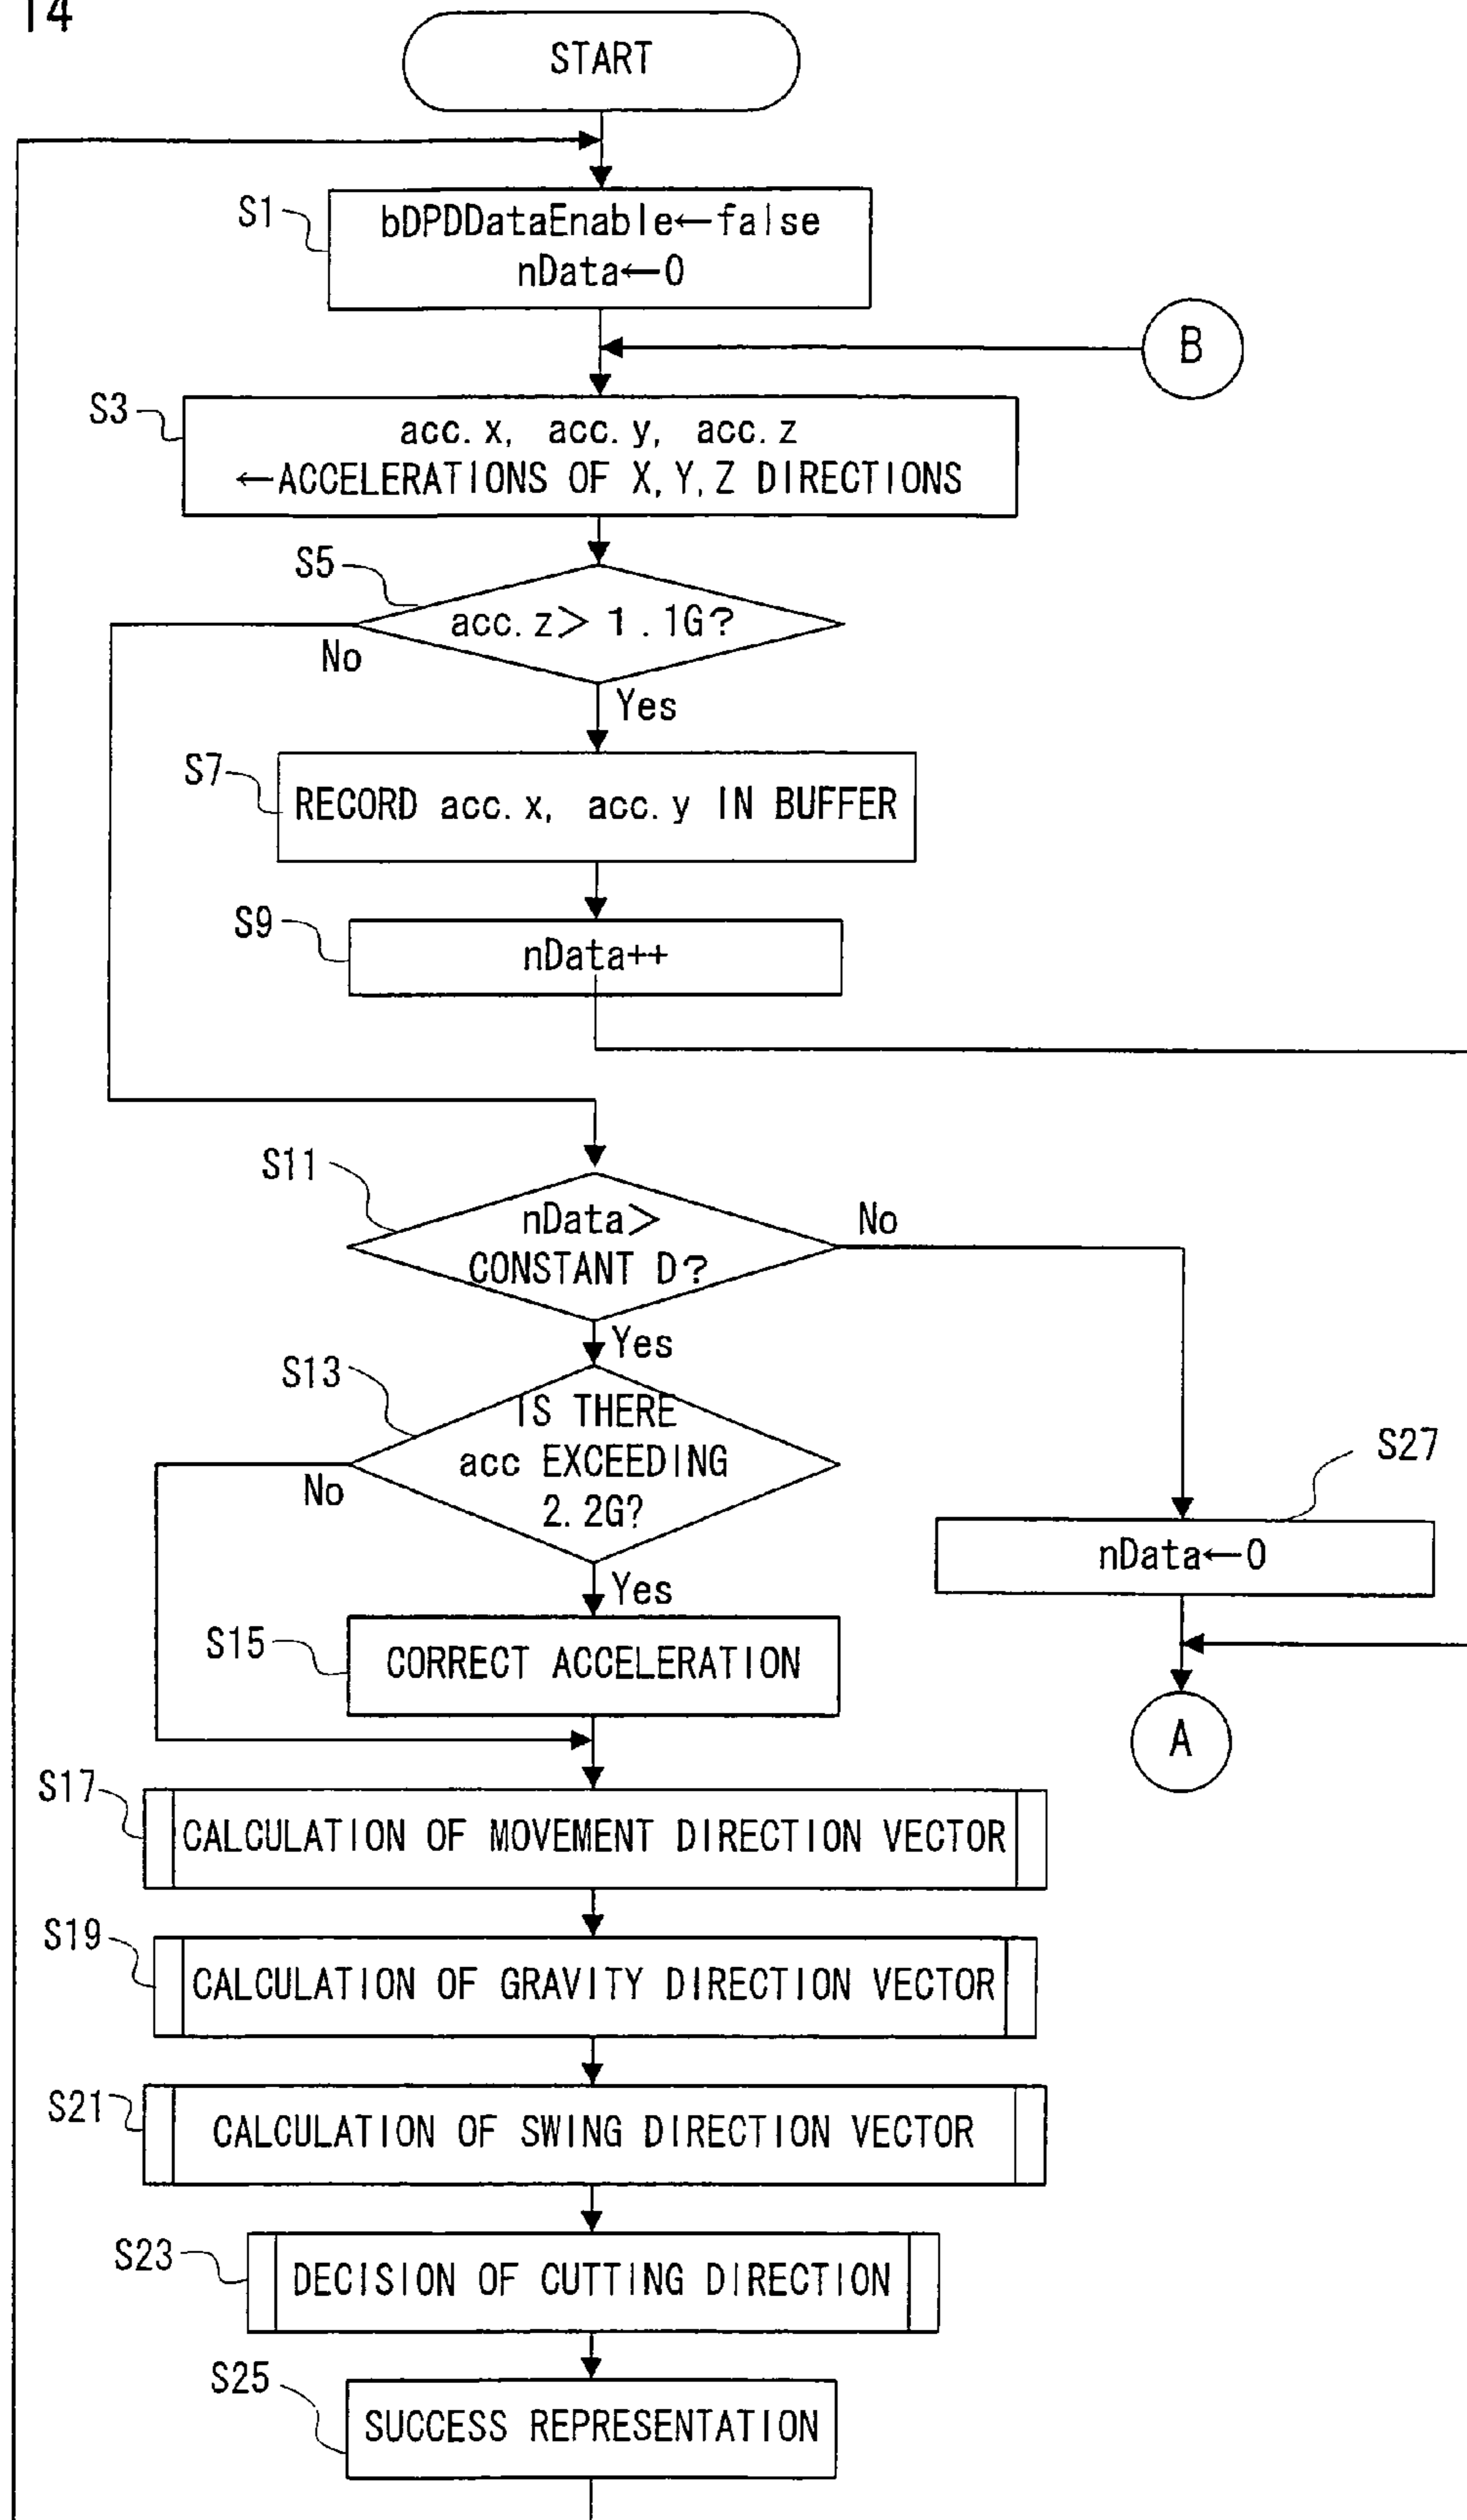 14
START
S1
bDPDDataEnable←false
nData←0
B
S3
acc.x, acc.y, acc.z
←ACCELERATIONS OF X,Y,Z DIRECTIONS
S5
acc.z> 1.1G?
No
Yes
S7
RECORD acc.x, acc.y IN BUFFER
S9
nData++
S11
nData>
CONSTANT D?
No
Yes
S13
IS THERE
acc EXCEEDING
2.2G?
No
Yes
S27
nData←0
S15
CORRECT ACCELERATION
A
S17
CALCULATION OF MOVEMENT DIRECTION VECTOR
S19
CALCULATION OF GRAVITY DIRECTION VECTOR
S21
CALCULATION OF SWING DIRECTION VECTOR
S23
DECISION OF CUTTING DIRECTION
S25
SUCCESS REPRESENTATION